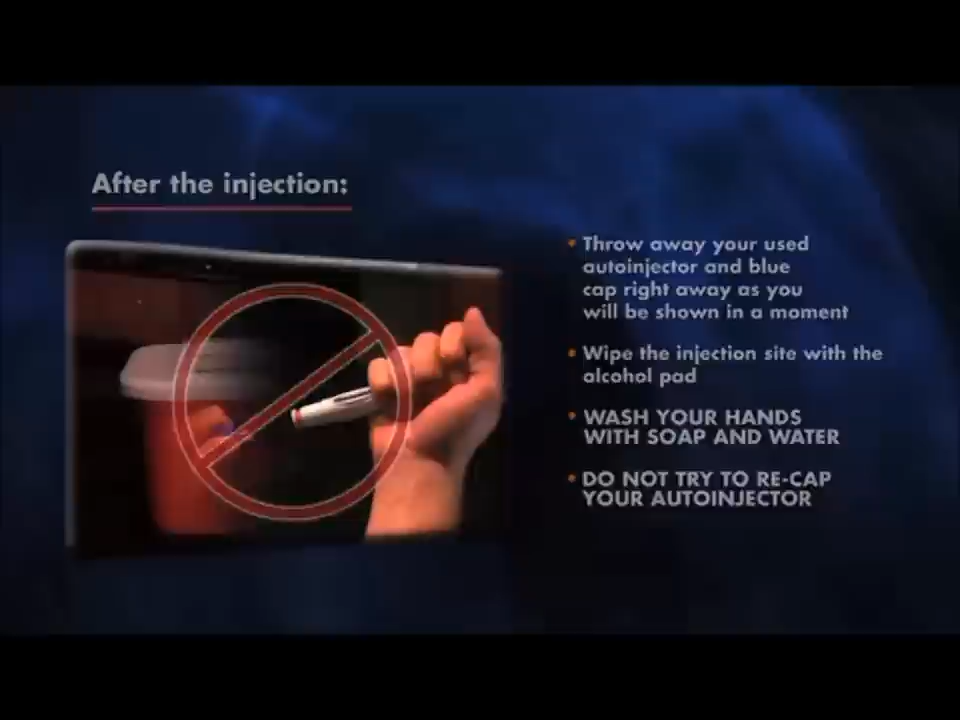 After the injection:
• Throw away your used
autoinjector and blue
cap right away as you
will be shown in a moment
• Wipe the injection site with the
alcohol pad
• WASH YOUR HANDS
WITH SOAP AND WATER
• DO NOT TRY TO RE-CAP
YOUR AUTOINJECTOR